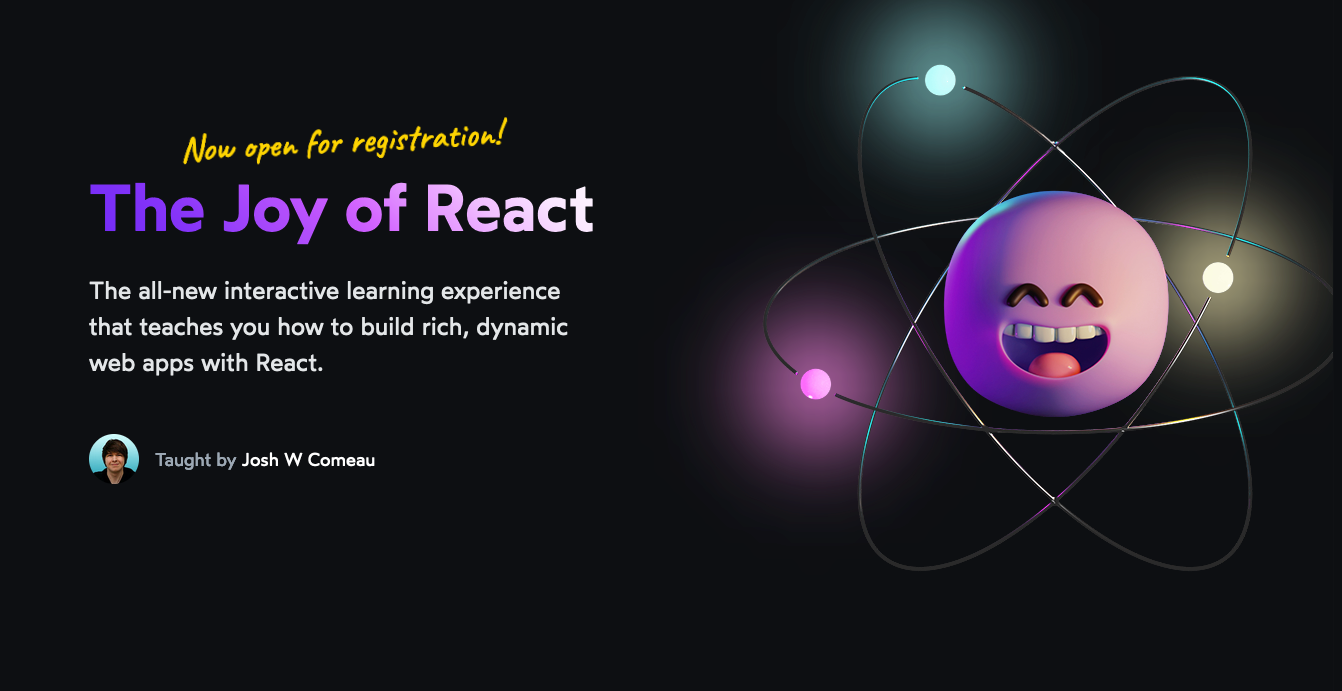 Now open for registration!
The Joy of React
The all-new interactive learning experience
that teaches you how to build rich, dynamic
web apps with React.
Taught by Josh W Comeau